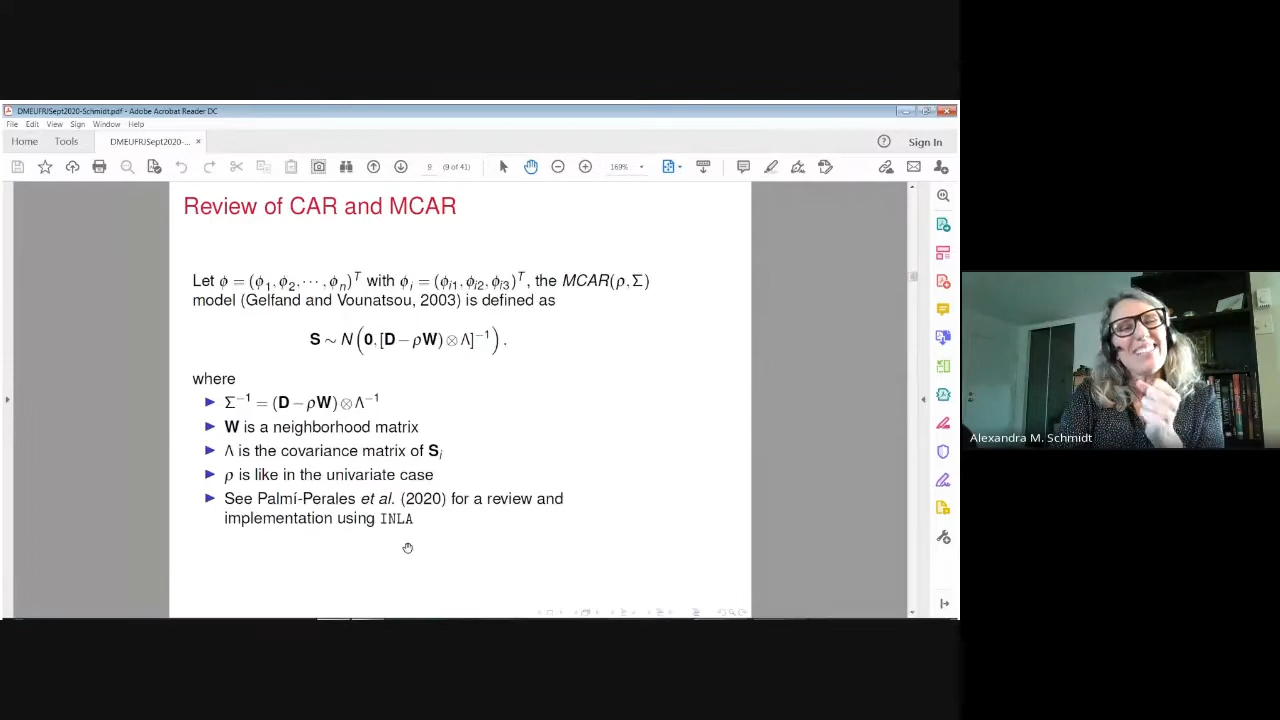 DMEUFRJSept2020-Schmidt.pdf - Adobe Acrobat Reader DC
File Edit View Sign Window Help
Home Tools DMEUFRJSept2020-... × Sign In
9 (9 of 41) 169%
Review of CAR and MCAR
Let ϕ = (ϕ₁, ϕ₂, ⋯, ϕₙ)ᵀ with ϕᵢ = (ϕᵢ₁, ϕᵢ₂, ϕᵢ₃)ᵀ, the MCAR(ρ, Σ)
model (Gelfand and Vounatsou, 2003) is defined as
S ∼ N(0, [D − ρW) ⊗ Λ]⁻¹).
where
► Σ⁻¹ = (D − ρW) ⊗ Λ⁻¹
► W is a neighborhood matrix
► Λ is the covariance matrix of Sᵢ
► ρ is like in the univariate case
► See Palmí-Perales et al. (2020) for a review and
implementation using INLA
Alexandra M. Schmidt